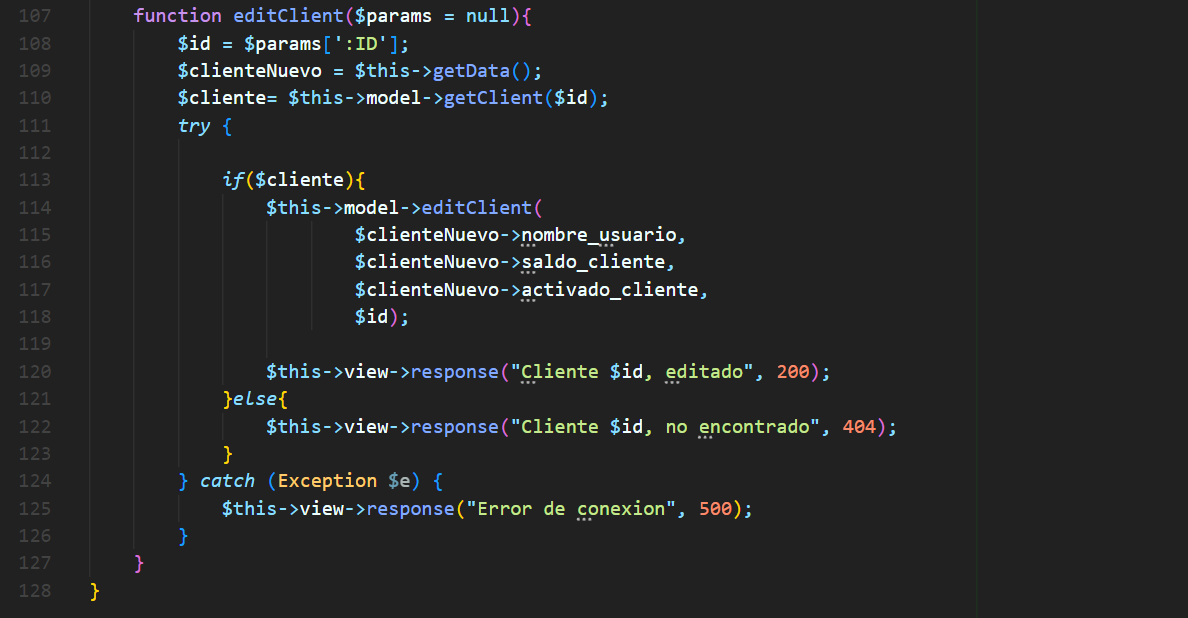 107 function editClient($params = null){
108 $id = $params[':ID'];
109 $clienteNuevo = $this->getData();
110 $cliente= $this->model->getClient($id);
111 try {
112
113 if($cliente){
114 $this->model->editClient(
115 $clienteNuevo->nombre_usuario,
116 $clienteNuevo->saldo_cliente,
117 $clienteNuevo->activado_cliente,
118 $id);
119
120 $this->view->response("Cliente $id, editado", 200);
121 }else{
122 $this->view->response("Cliente $id, no encontrado", 404);
123 }
124 } catch (Exception $e) {
125 $this->view->response("Error de conexion", 500);
126 }
127 }
128 }